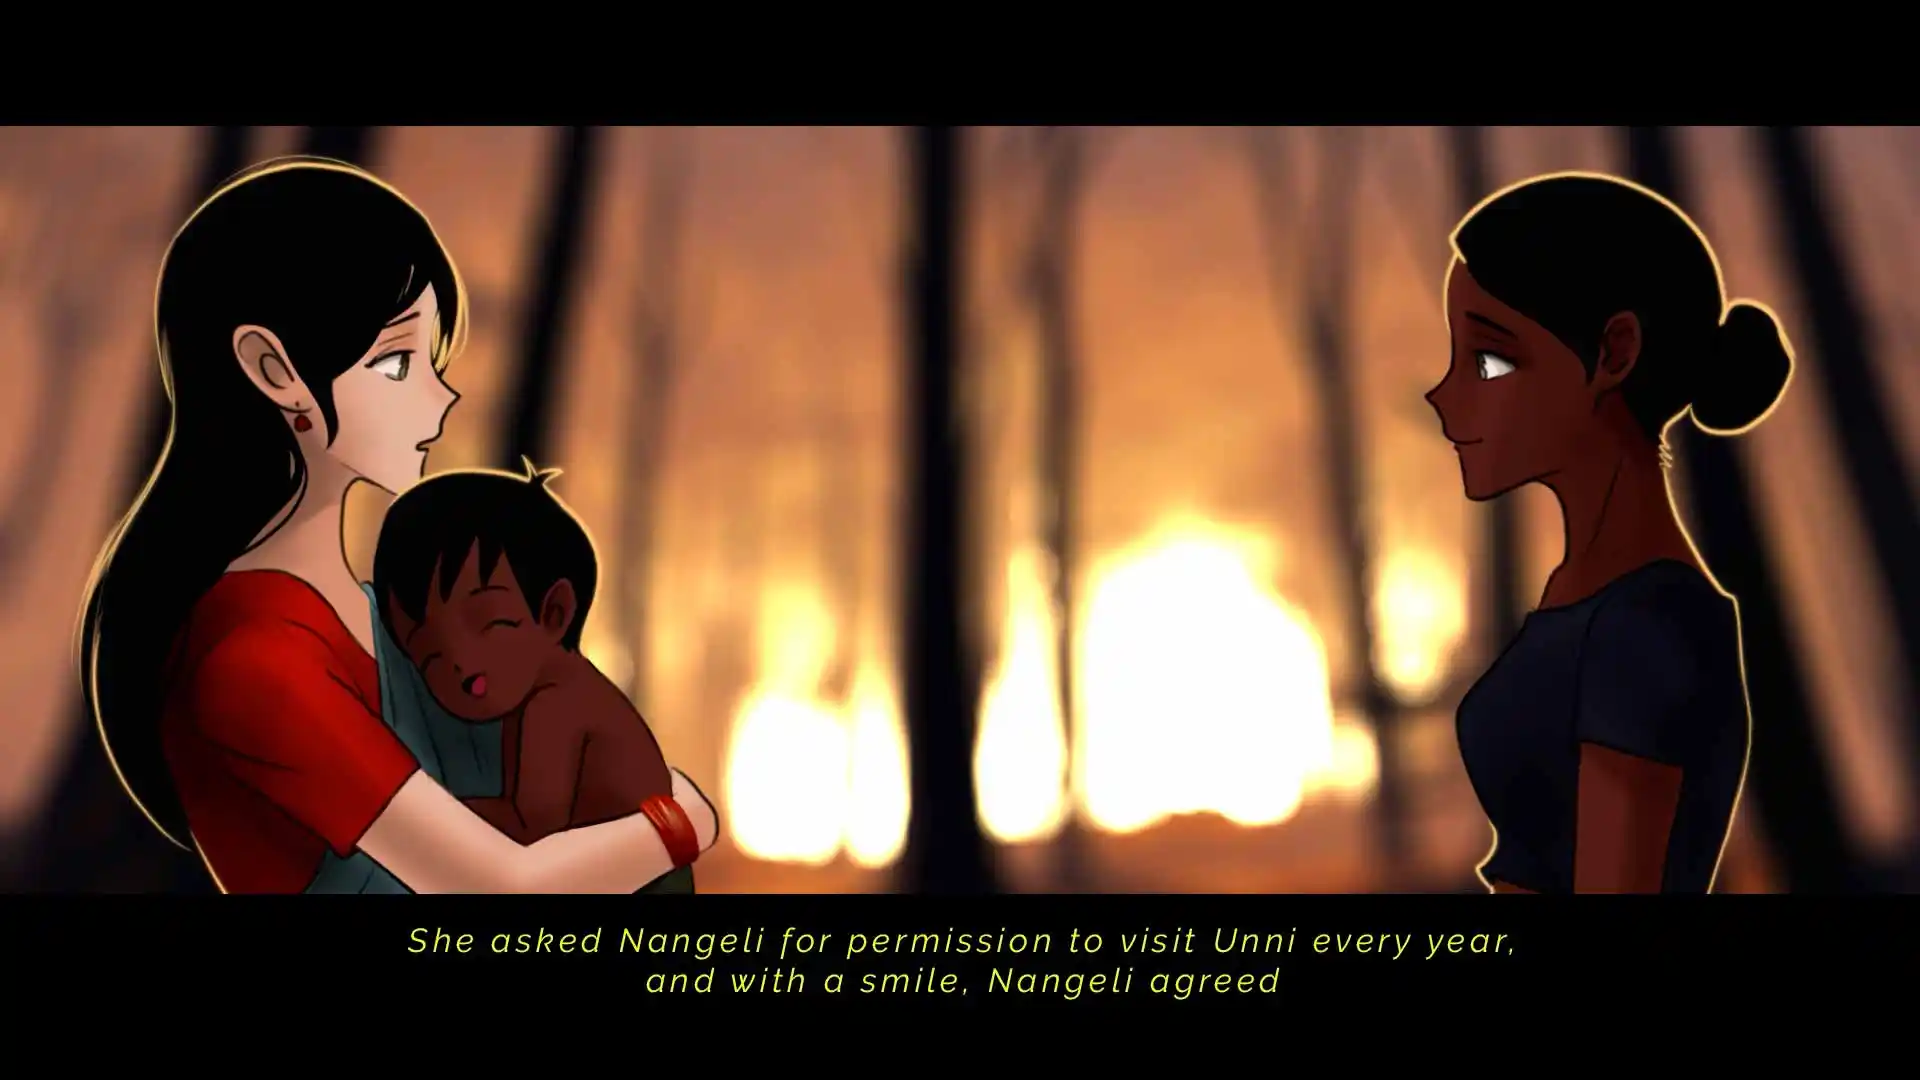 She asked Nangeli for permission to visit Unni every year,
and with a smile, Nangeli agreed